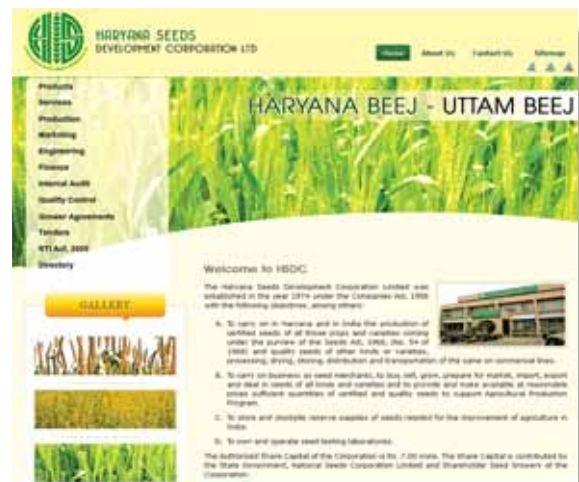 HARYANA SEEDS
DEVELOPMENT CORPORATION LTD
Home About Us Contact Us Sitemap
A A A
Products
Services
Production
Marketing
Engineering
Finance
Internal Audit
Quality Control
Grower Agreements
Tenders
RTI Act, 2005
Directory
HARYANA BEEJ - UTTAM BEEJ
GALLERY
Welcome to HSDC
The Haryana Seeds Development Corporation Limited was
established in the year 1974 under the Companies Act, 1956
with the following objectives, among others:
A. To carry on in Haryana and in India the production of
certified seeds of all those crops and varieties coming
under the purview of the Seeds Act, 1966, (No. 54 of
1966) and quality seeds of other kinds or varieties,
processing, drying, storing, distribution and transportation of the same on commercial lines.
B. To carry on business as seed merchants, to buy, sell, grow, prepare for market, import, export
and deal in seeds of all kinds and varieties and to provide and make available at reasonable
prices sufficient quantities of certified and quality seeds to support Agricultural Production
Program.
C. To store and stockpile reserve supplies of seeds needed for the improvement of agriculture in
India.
D. To own and operate seed testing laboratories.
The Authorised Share Capital of the Corporation is Rs. 7.00 crore. The Share Capital is contributed by
the State Government, National Seeds Corporation Limited and Shareholder Seed Growers of the
Corporation.